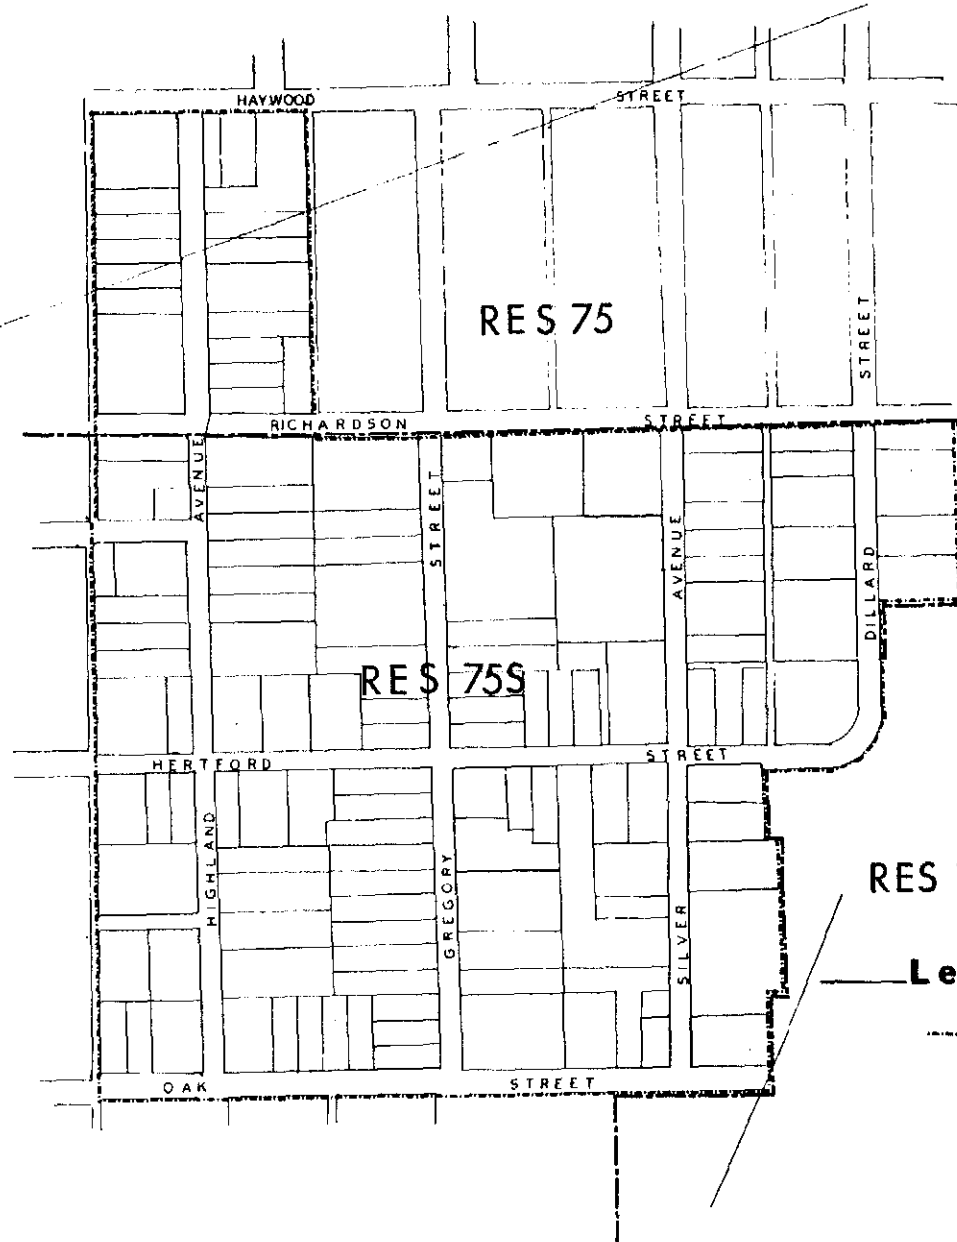 HAYWOOD STREET
RES 75
STREET
RICHARDSON STREET
AVENUE
STREET
AVENUE
DILLARD
RES 75S
HERTFORD STREET
HIGHLAND
GREGORY
SILVER
RES
Le
OAK STREET